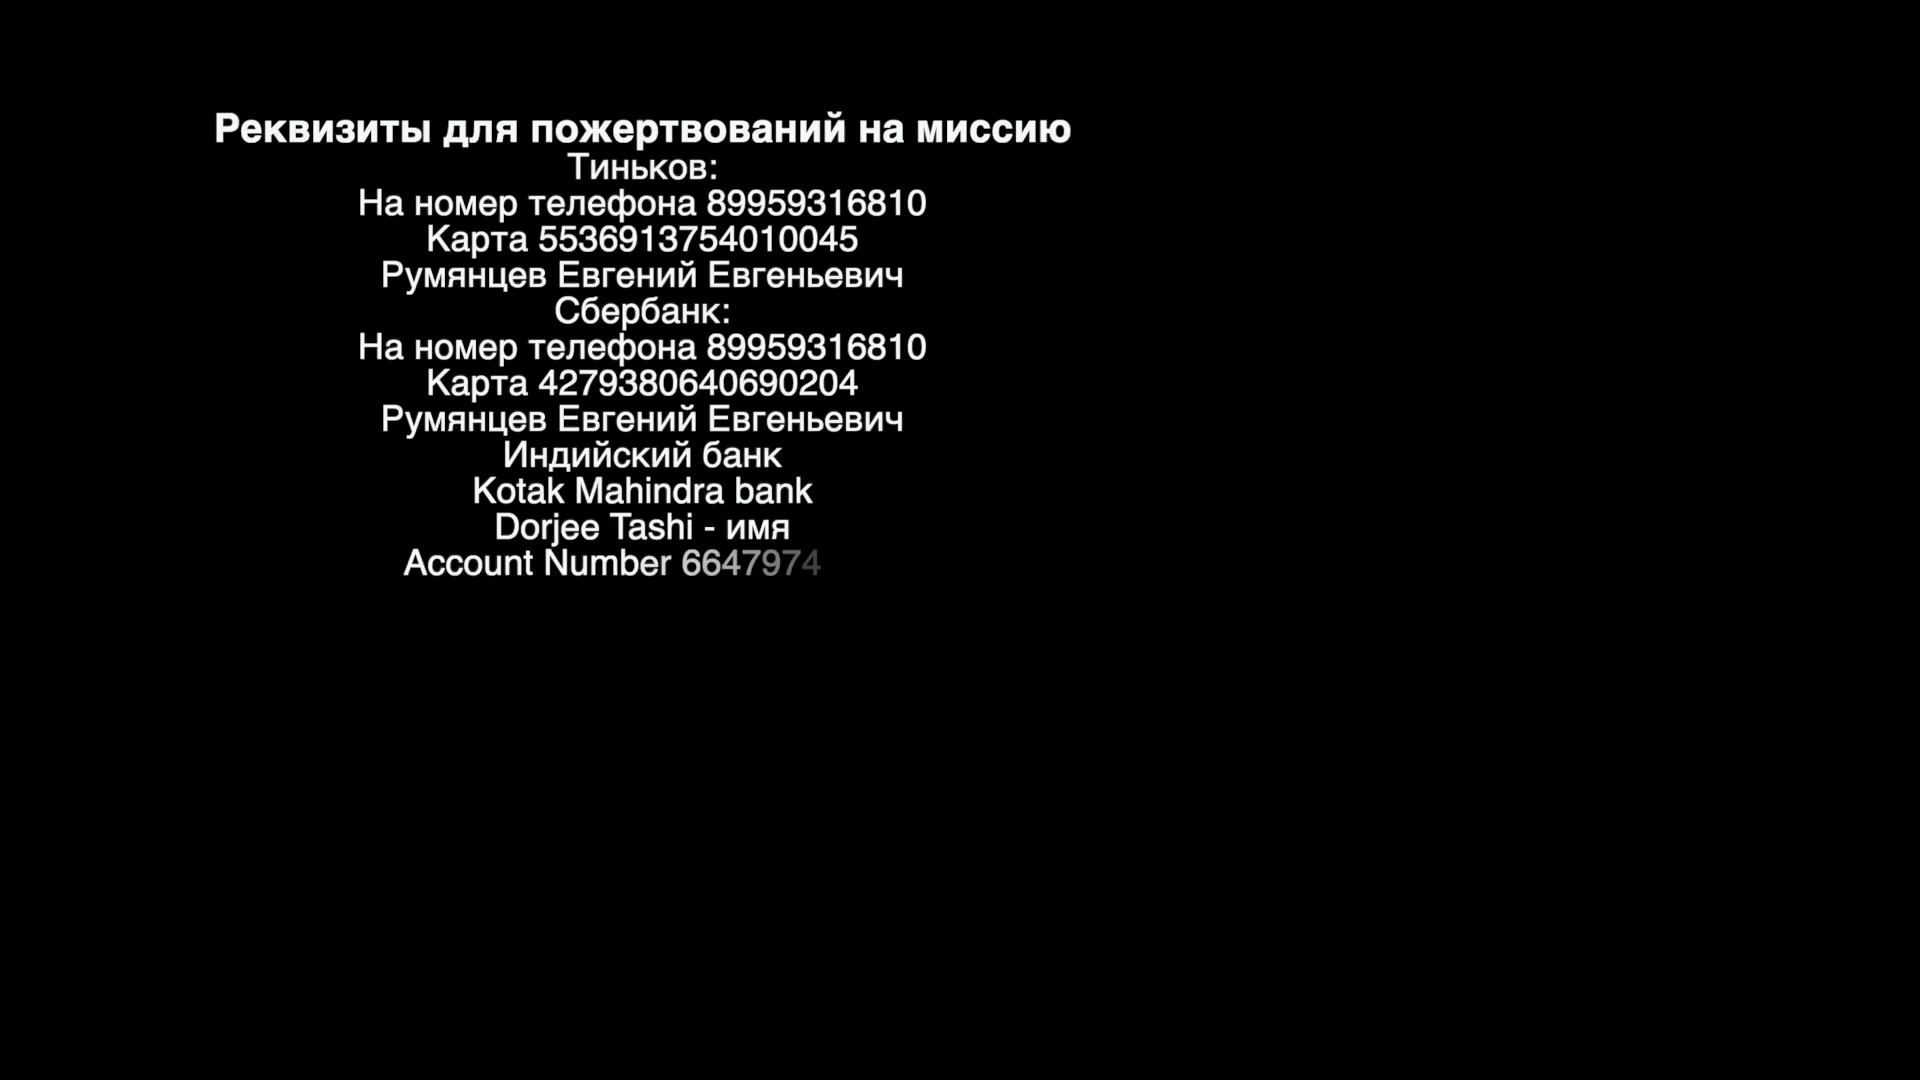 Реквизиты для пожертвований на миссию
Тиньков:
На номер телефона 89959316810
Карта 5536913754010045
Румянцев Евгений Евгеньевич
Сбербанк:
На номер телефона 89959316810
Карта 4279380640690204
Румянцев Евгений Евгеньевич
Индийский банк
Kotak Mahindra bank
Dorjee Tashi - имя
Account Number 6647974